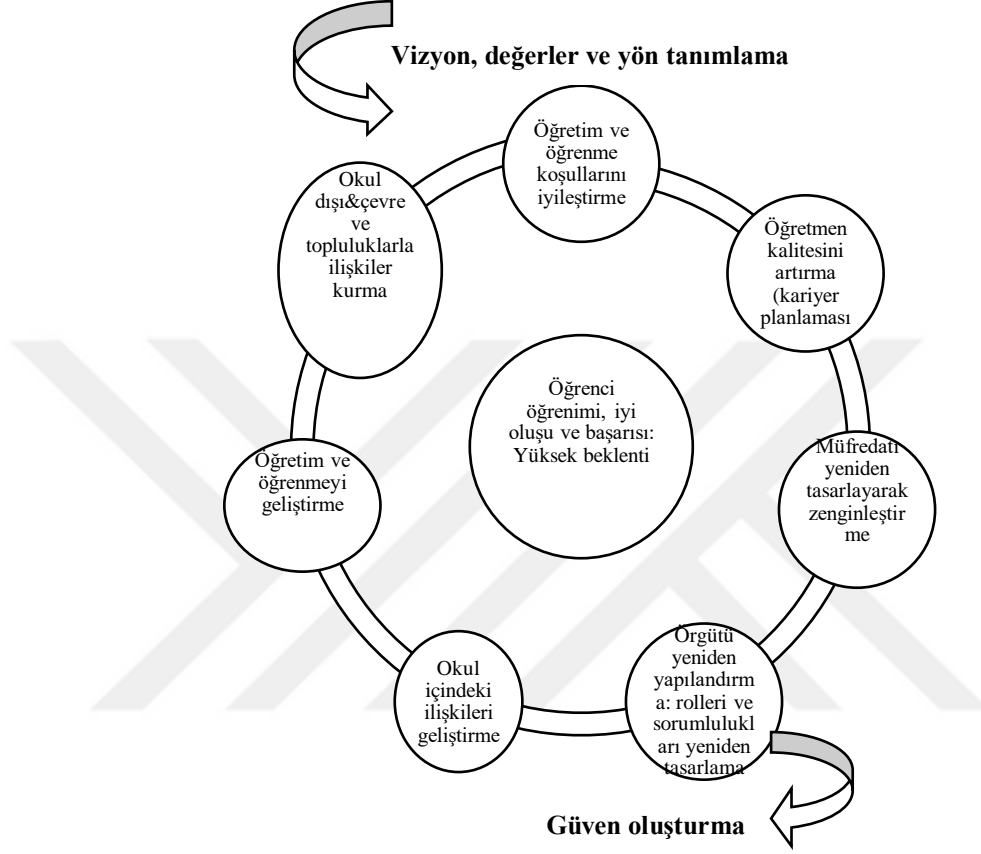 Vizyon, değerler ve yön tanımlama
Öğretim ve
öğrenme
koşullarını
iyileştirme
Okul
dışı&çevre
ve
topluluklarla
ilişkiler
kurma
Öğretmen
kalitesini
artırma
(kariyer
planlaması
Öğrenci
öğrenimi, iyi
oluşu ve başarısı:
Yüksek beklenti
Müfredatı
yeniden
tasarlayarak
zenginleştir
me
Öğretim ve
öğrenmeyi
geliştirme
Örgütü
yeniden
yapılandırm
a: rolleri ve
sorumlulukl
arı yeniden
tasarlama
Okul
içindeki
ilişkileri
geliştirme
Güven oluşturma